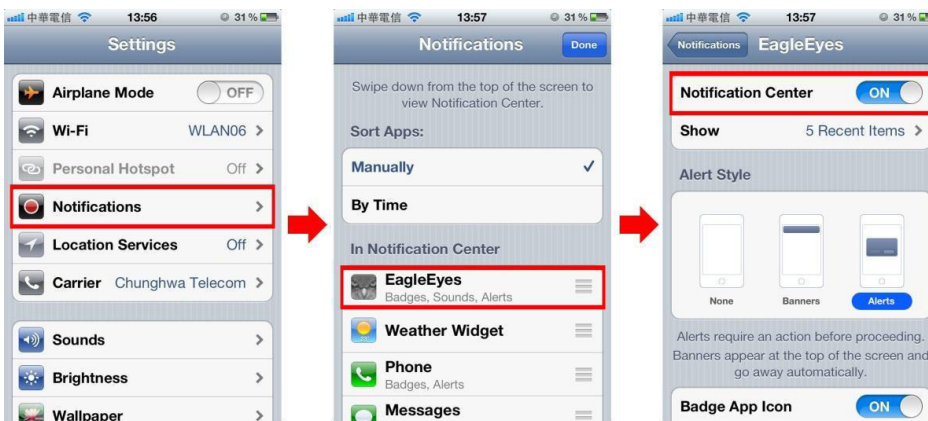 中華電信 13:56 31%
Settings
Airplane Mode OFF
Wi-Fi WLAN06
Personal Hotspot Off
Notifications
Location Services Off
Carrier Chunghwa Telecom
Sounds
Brightness
Wallpaper
中華電信 13:57 31%
Notifications Done
Swipe down from the top of the screen to
view Notification Center.
Sort Apps:
Manually
By Time
In Notification Center
EagleEyes
Badges, Sounds, Alerts
Weather Widget
Phone
Badges, Alerts
Messages
中華電信 13:57 31%
Notifications EagleEyes
Notification Center ON
Show 5 Recent Items
Alert Style
None Banners Alerts
Alerts require an action before proceeding.
Banners appear at the top of the screen and
go away automatically.
Badge App Icon ON